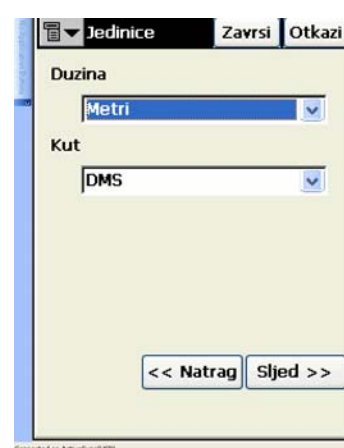 Jedinice Zavrsi Otkazi
Duzina
Metri
Kut
DMS
<< Natrag Sljed >>